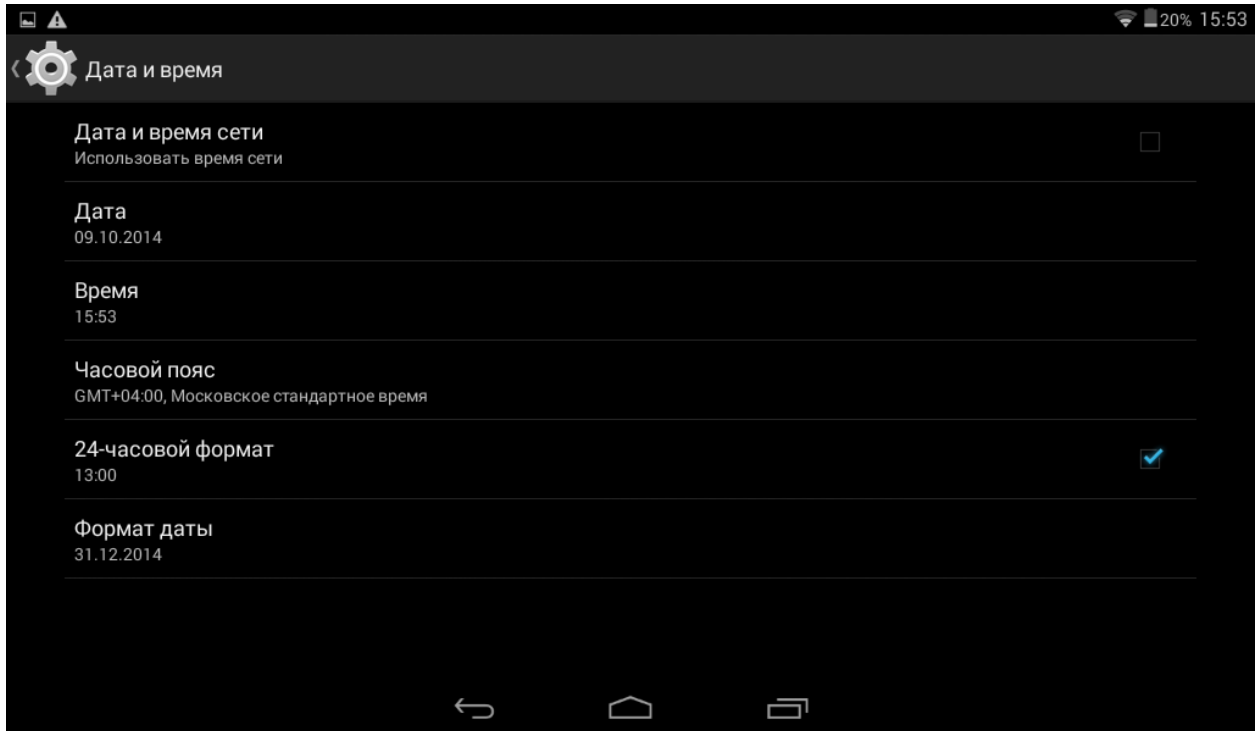 20% 15:53
Дата и время
Дата и время сети
Использовать время сети
Дата
09.10.2014
Время
15:53
Часовой пояс
GMT+04:00, Московское стандартное время
24-часовой формат
13:00
Формат даты
31.12.2014